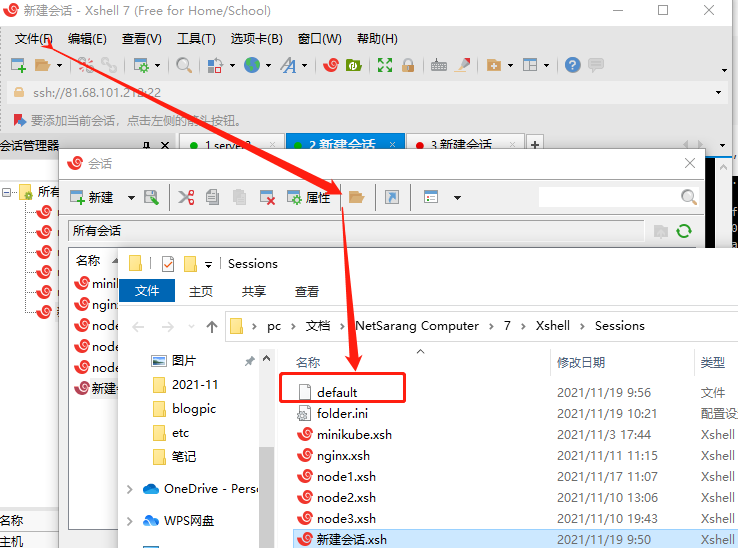 新建会话 - Xshell 7 (Free for Home/School)
文件(F) 编辑(E) 查看(V) 工具(T) 选项卡(B) 窗口(W) 帮助(H)
ssh://81.68.101.212:22
要添加当前会话，点击左侧的箭头按钮。
会话管理器
1 server2
2 新建会话
3 新建会话
所有
会话
新建 属性
所有会话
名称
mini
ngin
node
node
node
新建
Sessions
文件 主页 共享 查看
pc 文档 NetSarang Computer 7 Xshell Sessions
图片
2021-11
blogpic
etc
笔记
OneDrive - Perso
WPS网盘
名称 修改日期 类型
default 2021/11/19 9:56 文件
folder.ini 2021/11/19 10:21 配置设
minikube.xsh 2021/11/3 17:44 Xshell
nginx.xsh 2021/11/11 11:15 Xshell
node1.xsh 2021/11/17 11:07 Xshell
node2.xsh 2021/11/10 13:06 Xshell
node3.xsh 2021/11/10 19:43 Xshell
新建会话.xsh 2021/11/19 9:50 Xshell
名称
主机